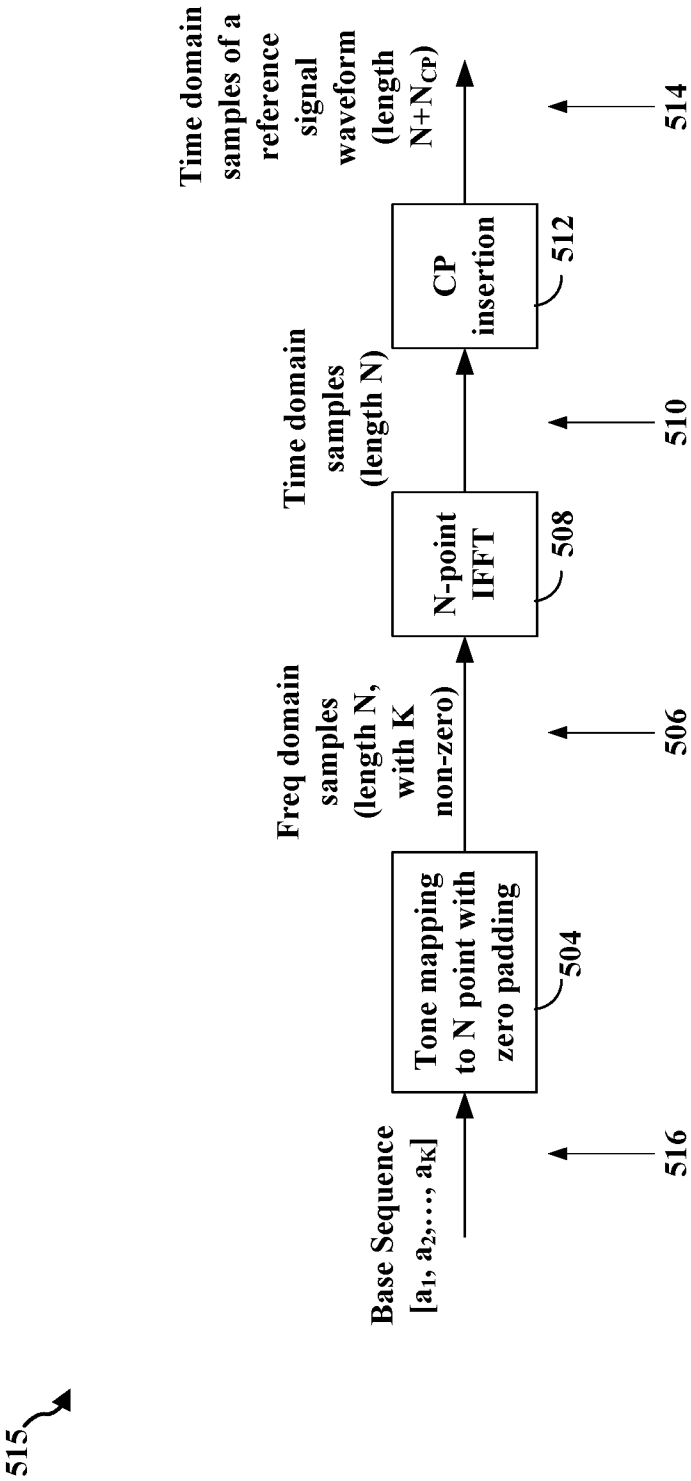 515
Base Sequence
[a₁, a₂,…, aₖ]
516
Tone mapping
to N point with
zero padding
504
Freq domain
samples
(length N,
with K
non-zero)
506
N-point
IFFT
508
Time domain
samples
(length N)
510
CP
insertion
512
Time domain
samples of a
reference
signal
waveform
(length
N+N_CP)
514